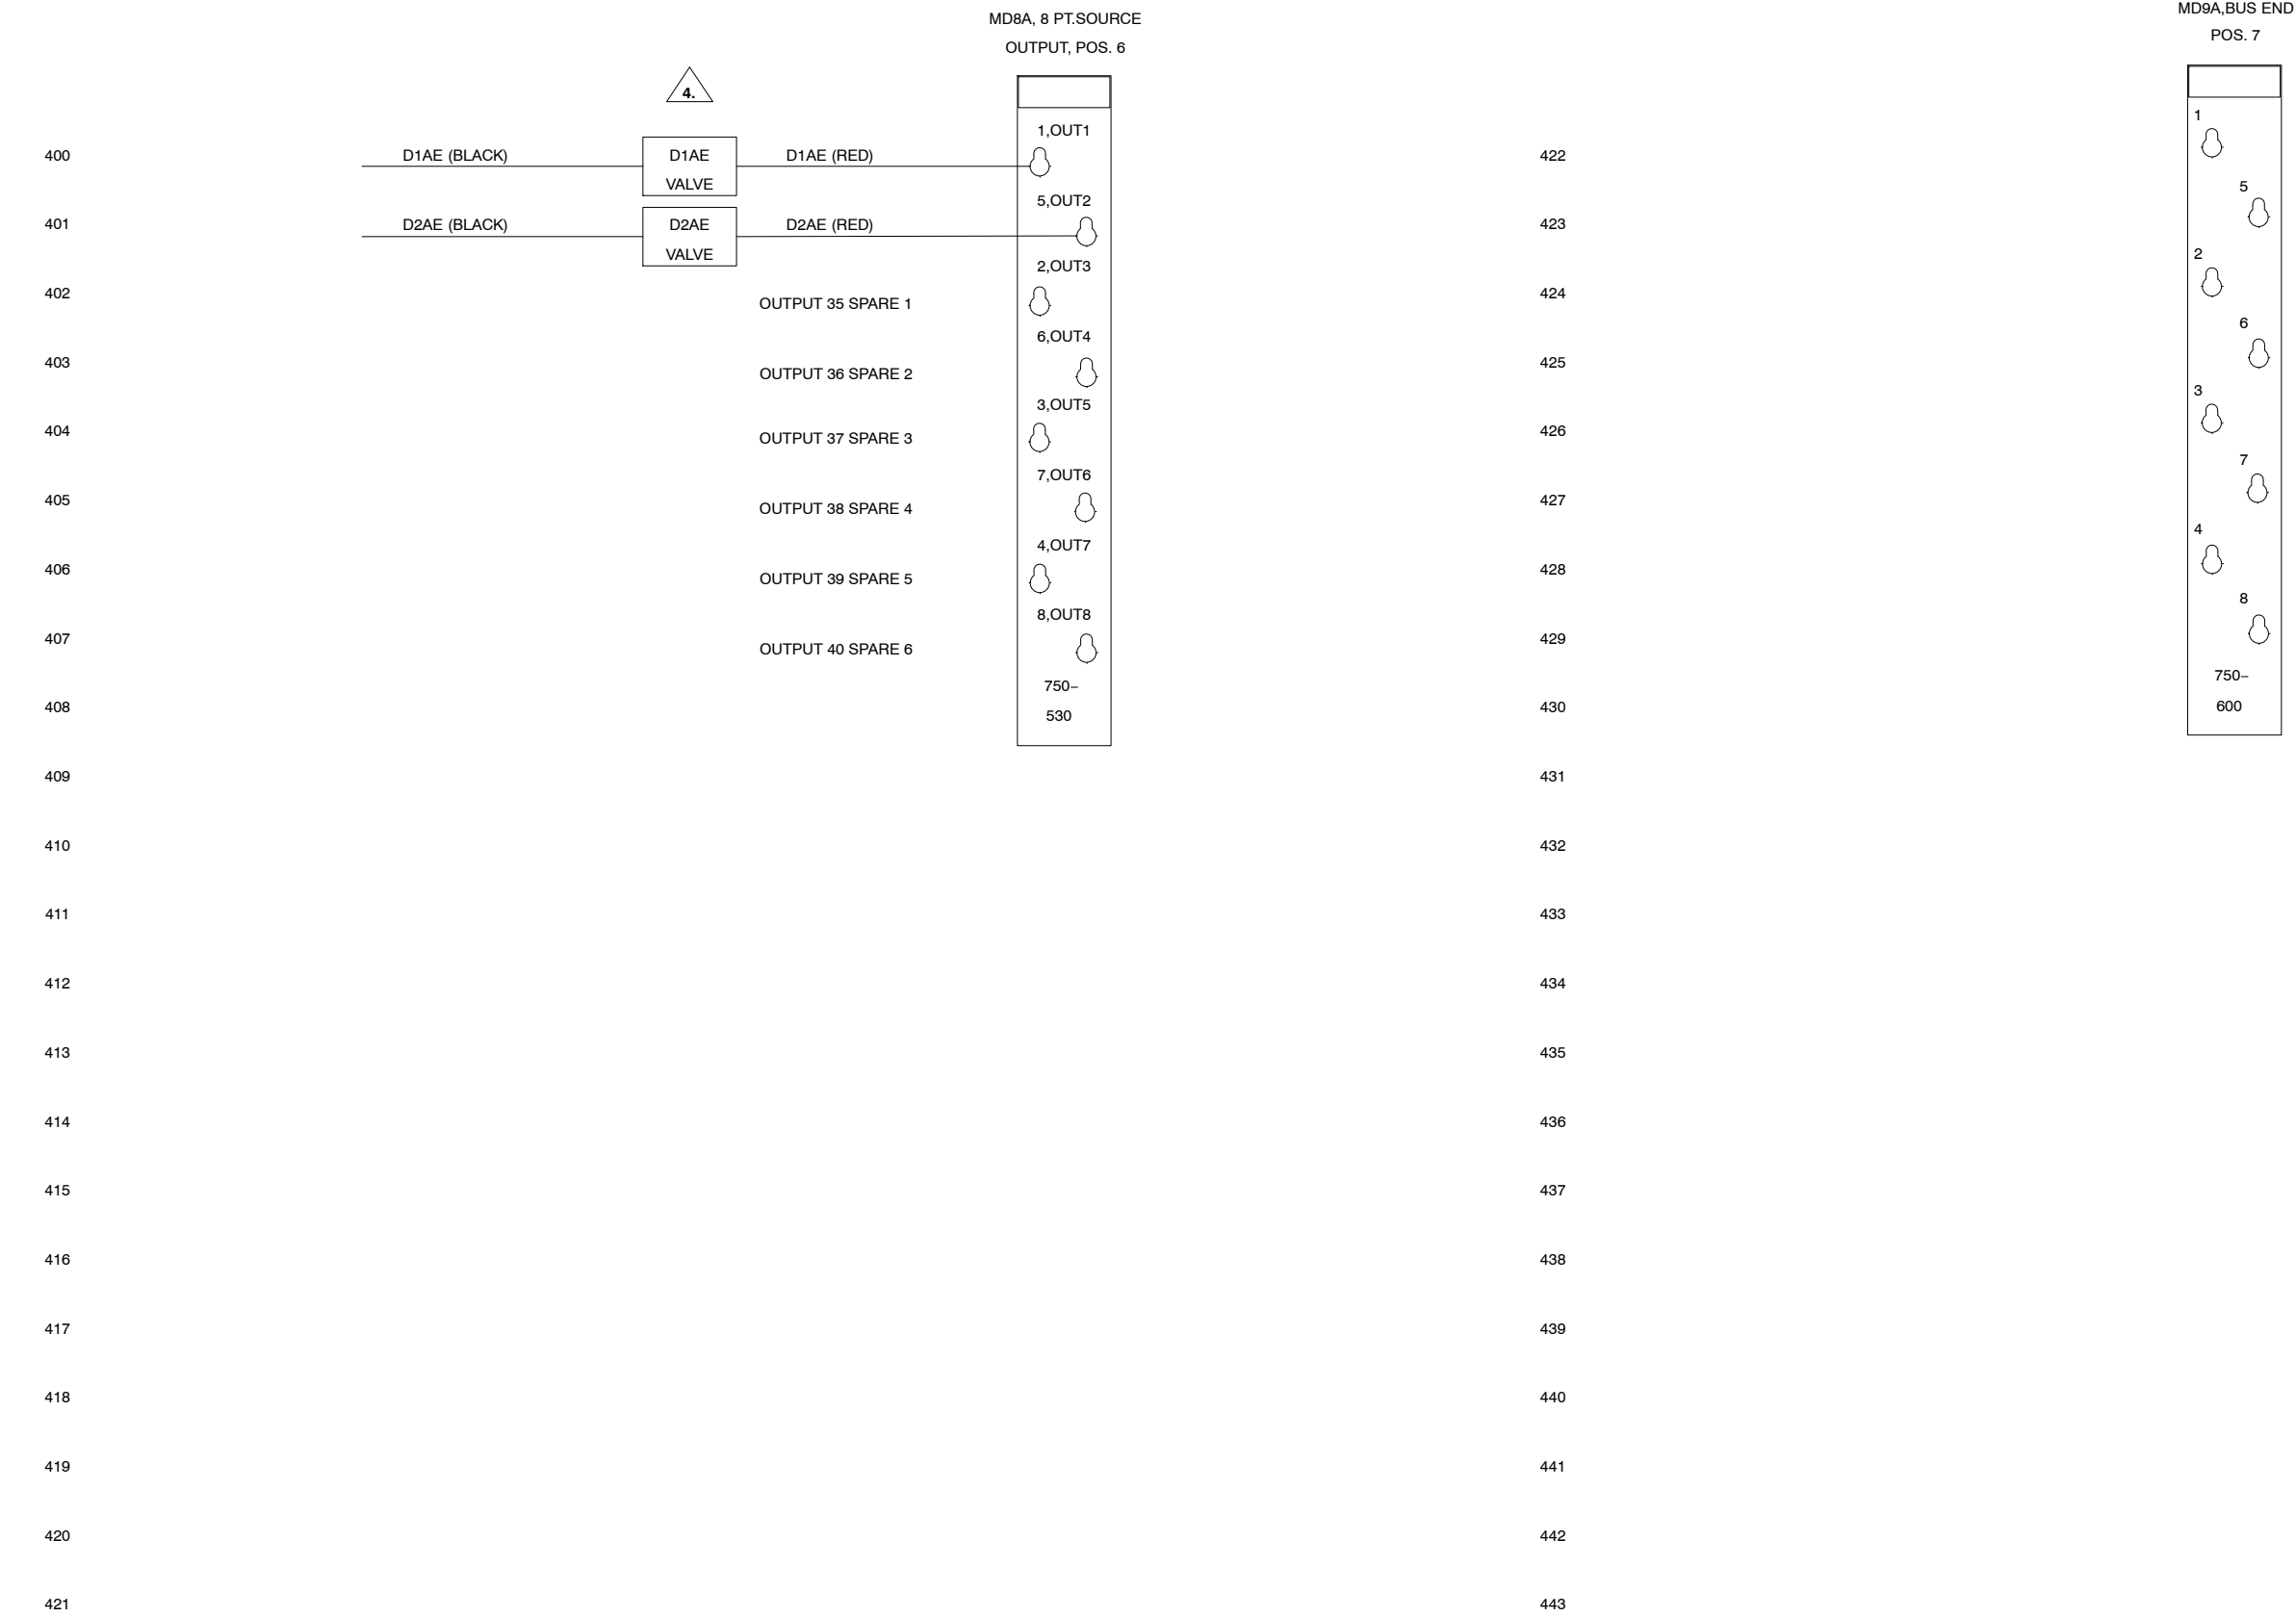 MD8A, 8 PT.SOURCE
OUTPUT, POS. 6
MD9A,BUS END
POS. 7
4.
1,OUT1
1
400
D1AE (BLACK)
D1AE
VALVE
D1AE (RED)
422
5
5,OUT2
401
D2AE (BLACK)
D2AE
VALVE
D2AE (RED)
423
2
2,OUT3
402
OUTPUT 35 SPARE 1
424
6
6,OUT4
403
OUTPUT 36 SPARE 2
425
3
3,OUT5
404
OUTPUT 37 SPARE 3
426
7
7,OUT6
405
OUTPUT 38 SPARE 4
427
4
4,OUT7
406
OUTPUT 39 SPARE 5
428
8
8,OUT8
407
OUTPUT 40 SPARE 6
429
750–
530
750–
600
408
430
409
431
410
432
411
433
412
434
413
435
414
436
415
437
416
438
417
439
418
440
419
441
420
442
421
443